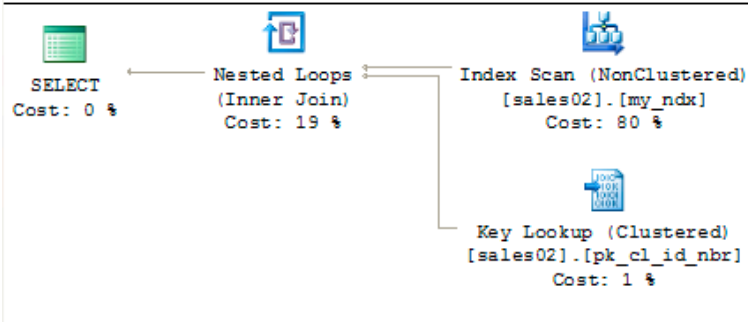 SELECT
Cost: 0 %
Nested Loops
(Inner Join)
Cost: 19 %
Index Scan (NonClustered)
[sales02].[my_ndx]
Cost: 80 %
Key Lookup (Clustered)
[sales02].[pk_cl_id_nbr]
Cost: 1 %